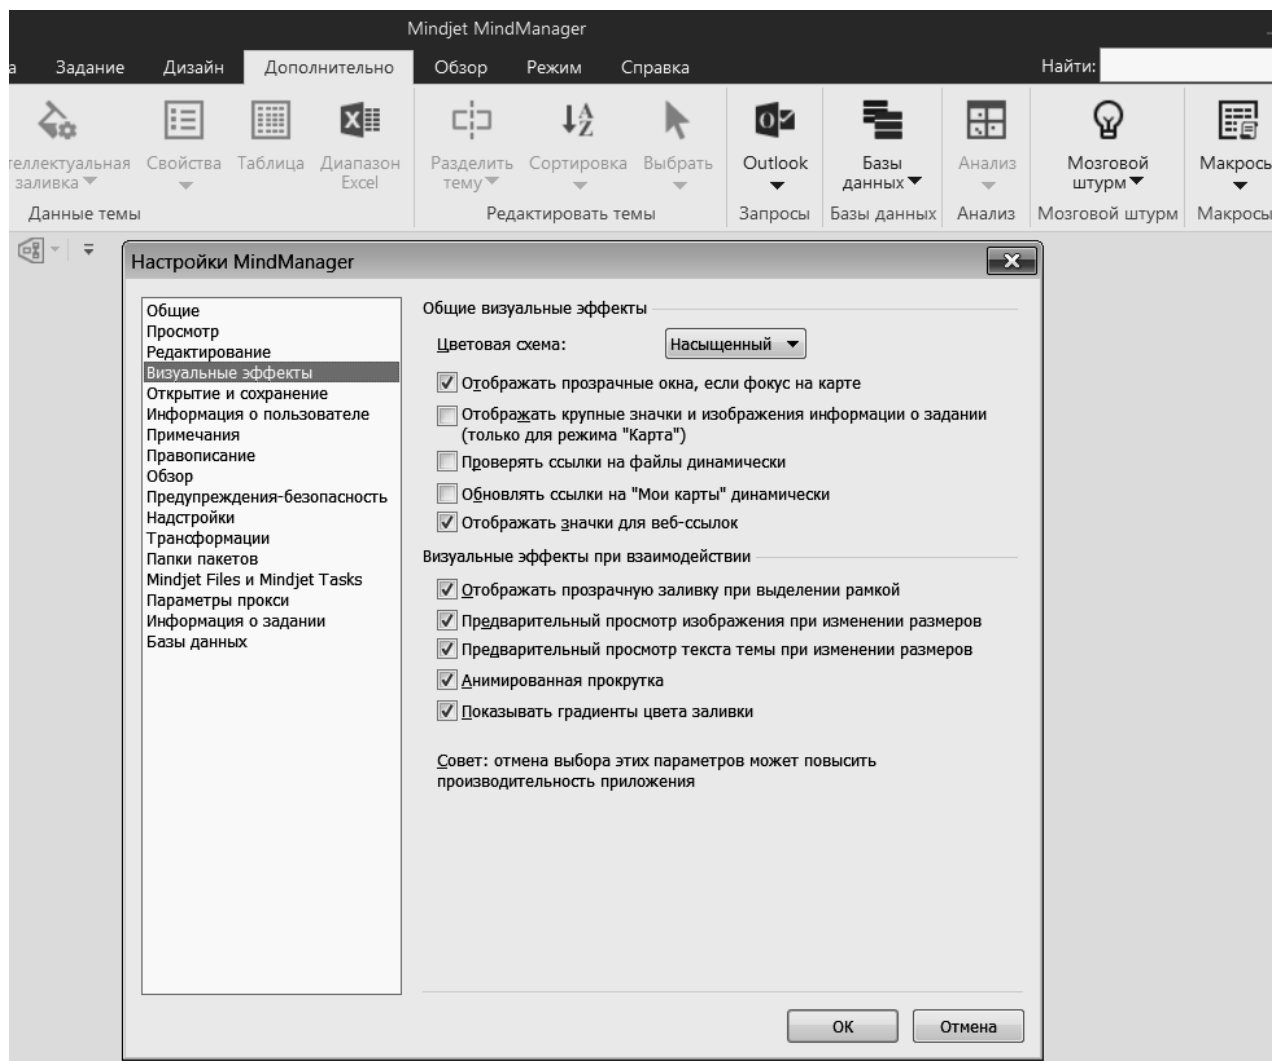 Mindjet MindManager
а Задание Дизайн Дополнительно Обзор Режим Справка Найти:
теллектуальная Свойства Таблица Диапазон Разделить Сортировка Выбрать Outlook Базы Анализ Мозговой Макросы
заливка Excel тему данных штурм
Данные темы Редактировать темы Запросы Базы данных Анализ Мозговой штурм Макросы
Настройки MindManager
Общие
Просмотр
Редактирование
Визуальные эффекты
Открытие и сохранение
Информация о пользователе
Примечания
Правописание
Обзор
Предупреждения-безопасность
Надстройки
Трансформации
Папки пакетов
Mindjet Files и Mindjet Tasks
Параметры прокси
Информация о задании
Базы данных
Общие визуальные эффекты
Цветовая схема: Насыщенный
Отображать прозрачные окна, если фокус на карте
Отображать крупные значки и изображения информации о задании
(только для режима "Карта")
Проверять ссылки на файлы динамически
Обновлять ссылки на "Мои карты" динамически
Отображать значки для веб-ссылок
Визуальные эффекты при взаимодействии
Отображать прозрачную заливку при выделении рамкой
Предварительный просмотр изображения при изменении размеров
Предварительный просмотр текста темы при изменении размеров
Анимированная прокрутка
Показывать градиенты цвета заливки
Совет: отмена выбора этих параметров может повысить
производительность приложения
ОК Отмена